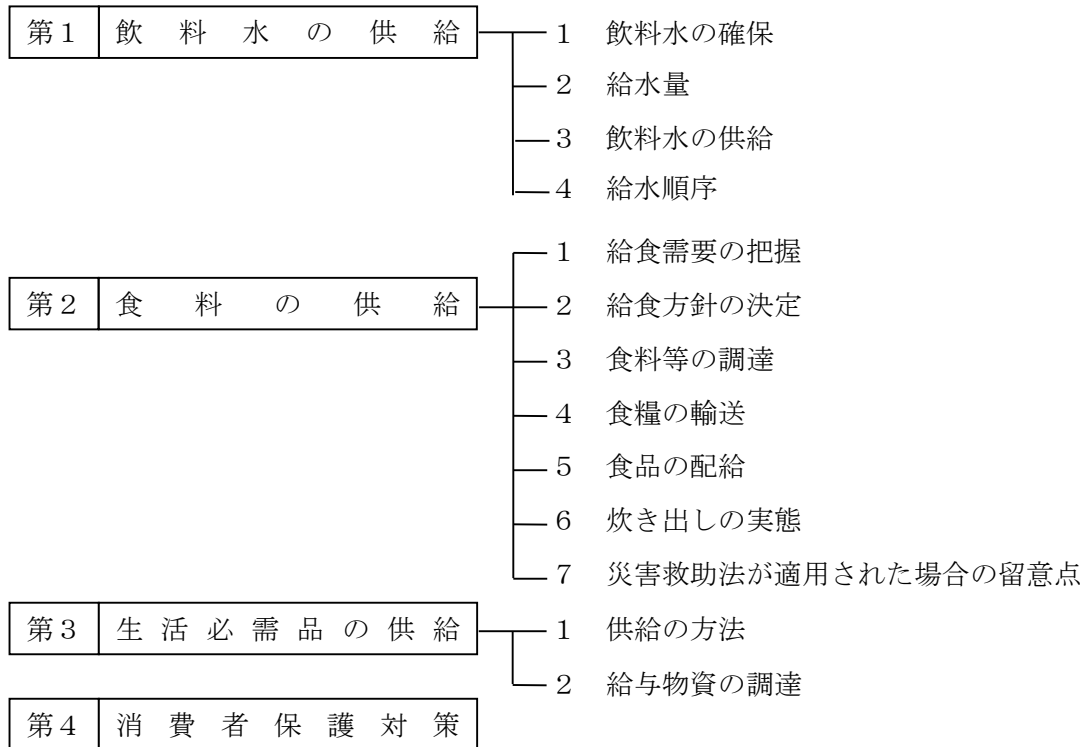 第１ 飲料水の供給 １ 飲料水の確保
２ 給水量
３ 飲料水の供給
４ 給水順序
１ 給食需要の把握
第２ 食料の供給 ２ 給食方針の決定
３ 食料等の調達
４ 食糧の輸送
５ 食品の配給
６ 炊き出しの実態
７ 災害救助法が適用された場合の留意点
第３ 生活必需品の供給 １ 供給の方法
２ 給与物資の調達
第４ 消費者保護対策